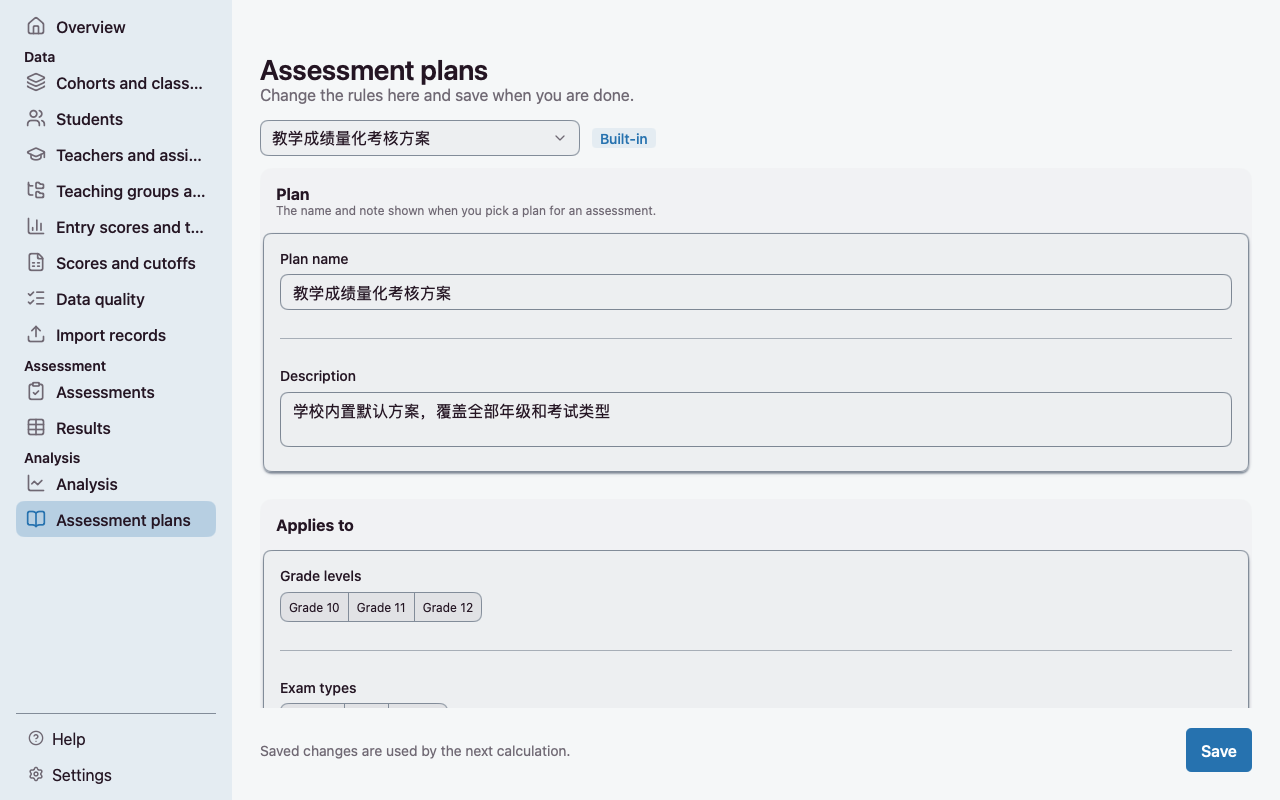 Overview
Data
Cohorts and class...
Students
Teachers and assi...
Teaching groups a...
Entry scores and t...
Scores and cutoffs
Data quality
Import records
Assessment
Assessments
Results
Analysis
Analysis
Assessment plans
Help
Settings
Assessment plans
Change the rules here and save when you are done.
教学成绩量化考核方案
Built-in
Plan
The name and note shown when you pick a plan for an assessment.
Plan name
教学成绩量化考核方案
Description
学校内置默认方案，覆盖全部年级和考试类型
Applies to
Grade levels
Grade 10 Grade 11 Grade 12
Exam types
Saved changes are used by the next calculation.
Save